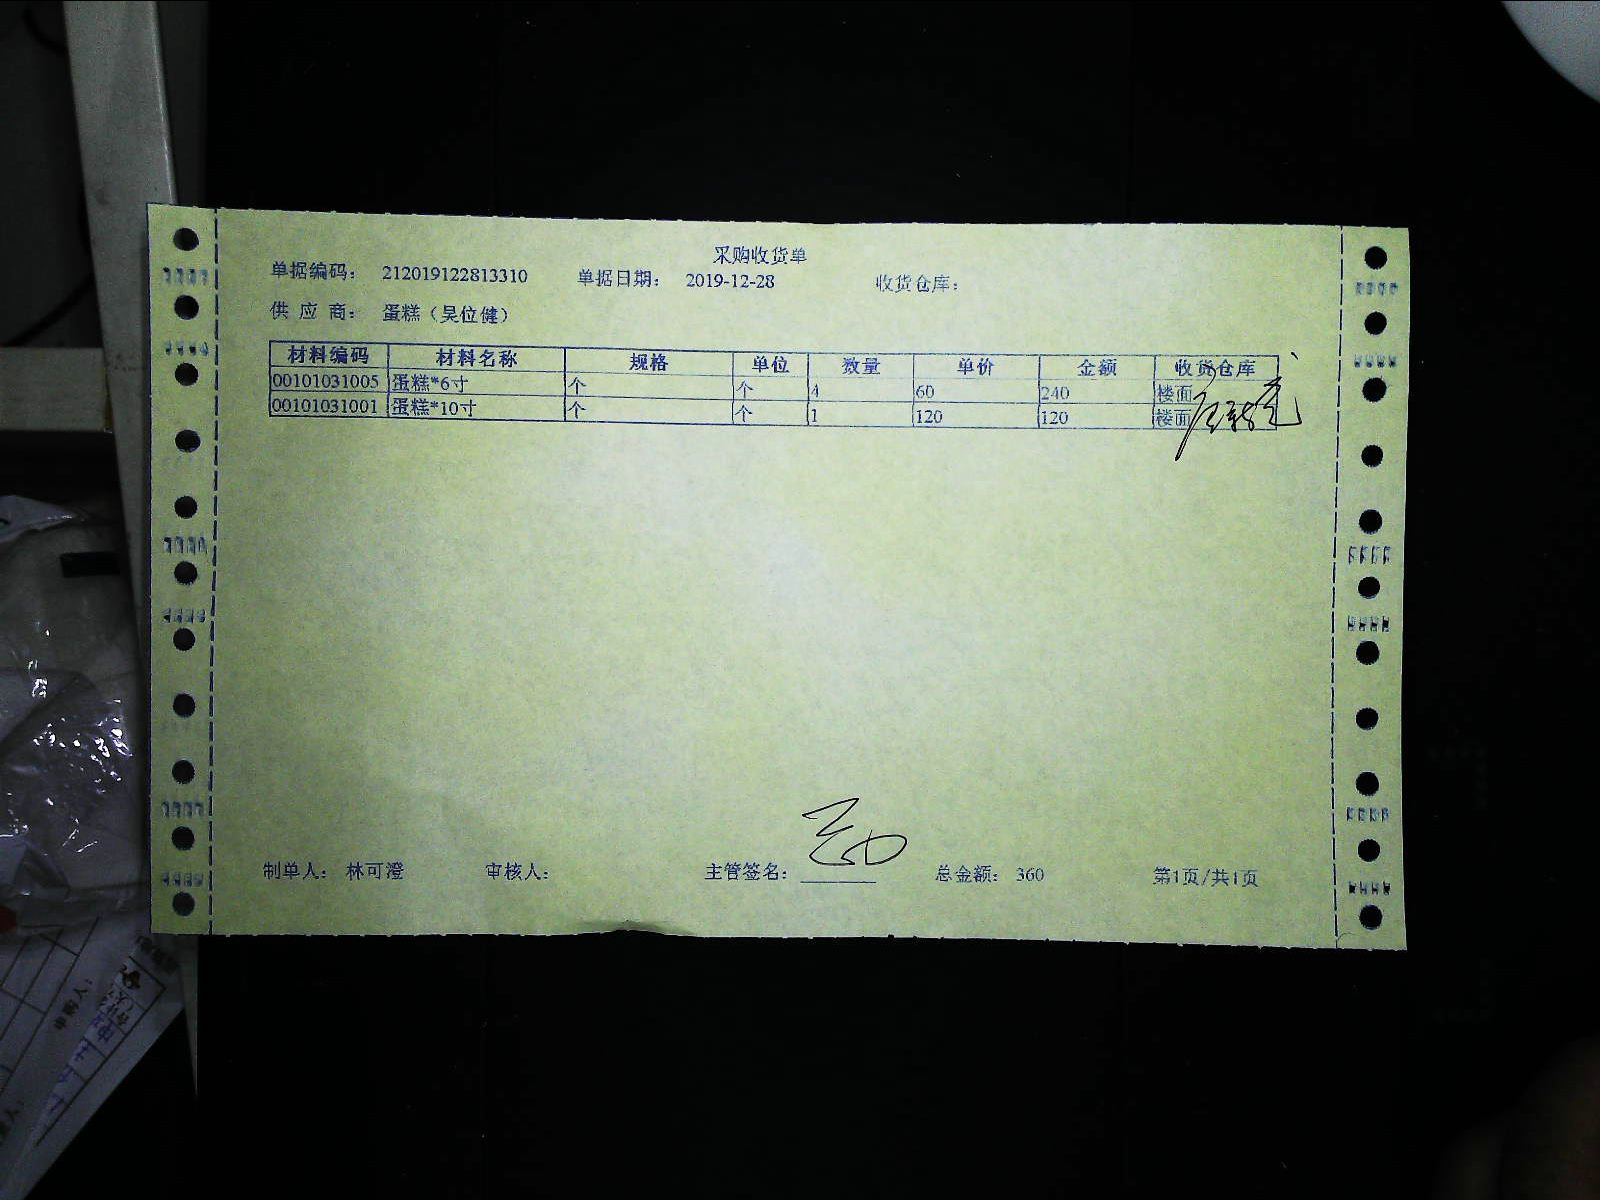 采购收货单
单据编码： 212019122813310 单据日期： 2019-12-28 收货仓库：
供 应 商： 蛋糕（吴位健）
材料编码 材料名称 规格 单位 数量 单价 金额 收货仓库
00101031005 蛋糕*6寸 个 个 4 60 240 楼面
00101031001 蛋糕*10寸 个 个 1 120 120 楼面
制单人： 林可澄 审核人： 主管签名： 总金额： 360 第1页/共1页